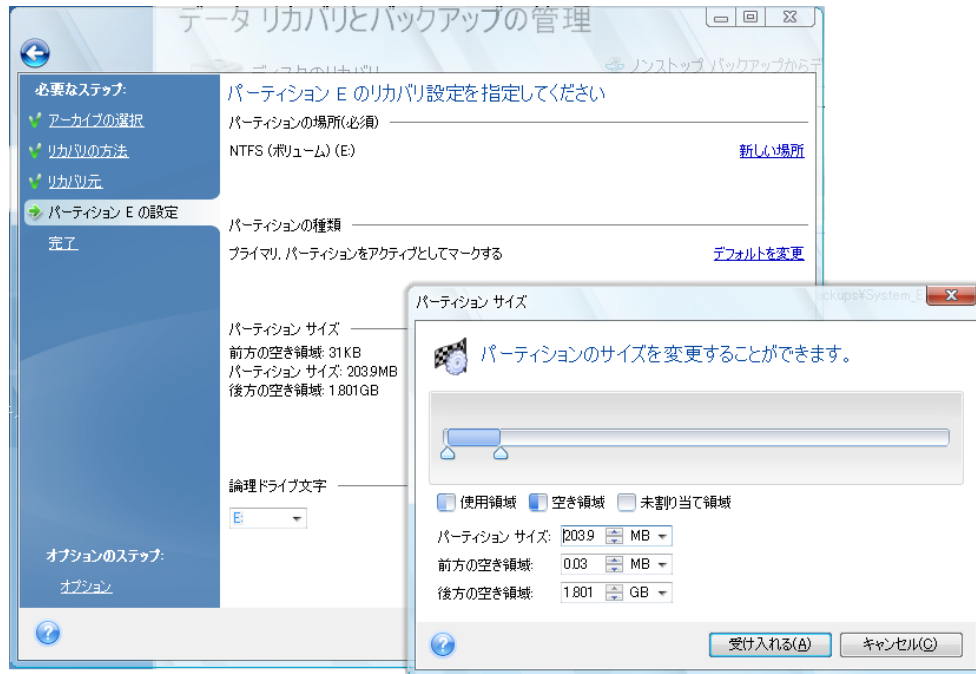 データ リカバリとバックアップの管理
ディスクのリカバリ
ノンストップ バックアップからデ
必要なステップ:
アーカイブの選択
リカバリの方法
リカバリ元
パーティション E の設定
完了
オプションのステップ:
オプション
パーティション E のリカバリ設定を指定してください
パーティションの場所(必須)
NTFS (ボリューム) (E:)
新しい場所
パーティションの種類
プライマリ, パーティションをアクティブとしてマークする
デフォルトを変更
パーティション サイズ
前方の空き領域: 31KB
パーティション サイズ: 203.9MB
後方の空き領域: 1.801GB
論理ドライブ文字
E:
ckups¥System_E
パーティション サイズ
パーティションのサイズを変更することができます。
使用領域 空き領域 未割り当て領域
パーティション サイズ: 203.9 MB
前方の空き領域: 0.03 MB
後方の空き領域: 1.801 GB
受け入れる(A) キャンセル(C)